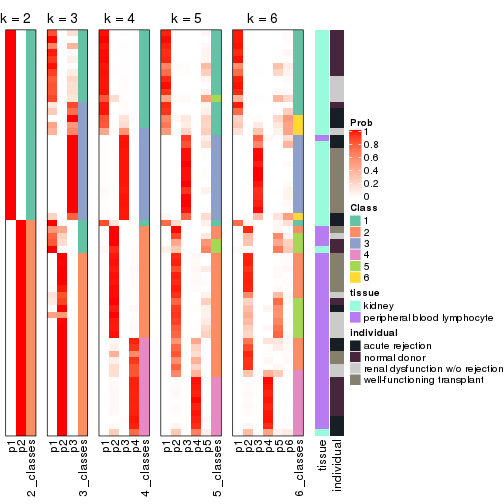 k = 2 k = 3 k = 4 k = 5 k = 6
Prob
1
0.8
0.6
0.4
0.2
0
Class
1
2
3
4
5
6
tissue
kidney
peripheral blood lymphocyte
individual
acute rejection
normal donor
renal dysfunction w/o rejection
well-functioning transplant
p1 p2 2_classes p1 p2 p3 3_classes p1 p2 p3 p4 4_classes p1 p2 p3 p4 p5 5_classes p1 p2 p3 p4 p5 p6 6_classes tissue individual